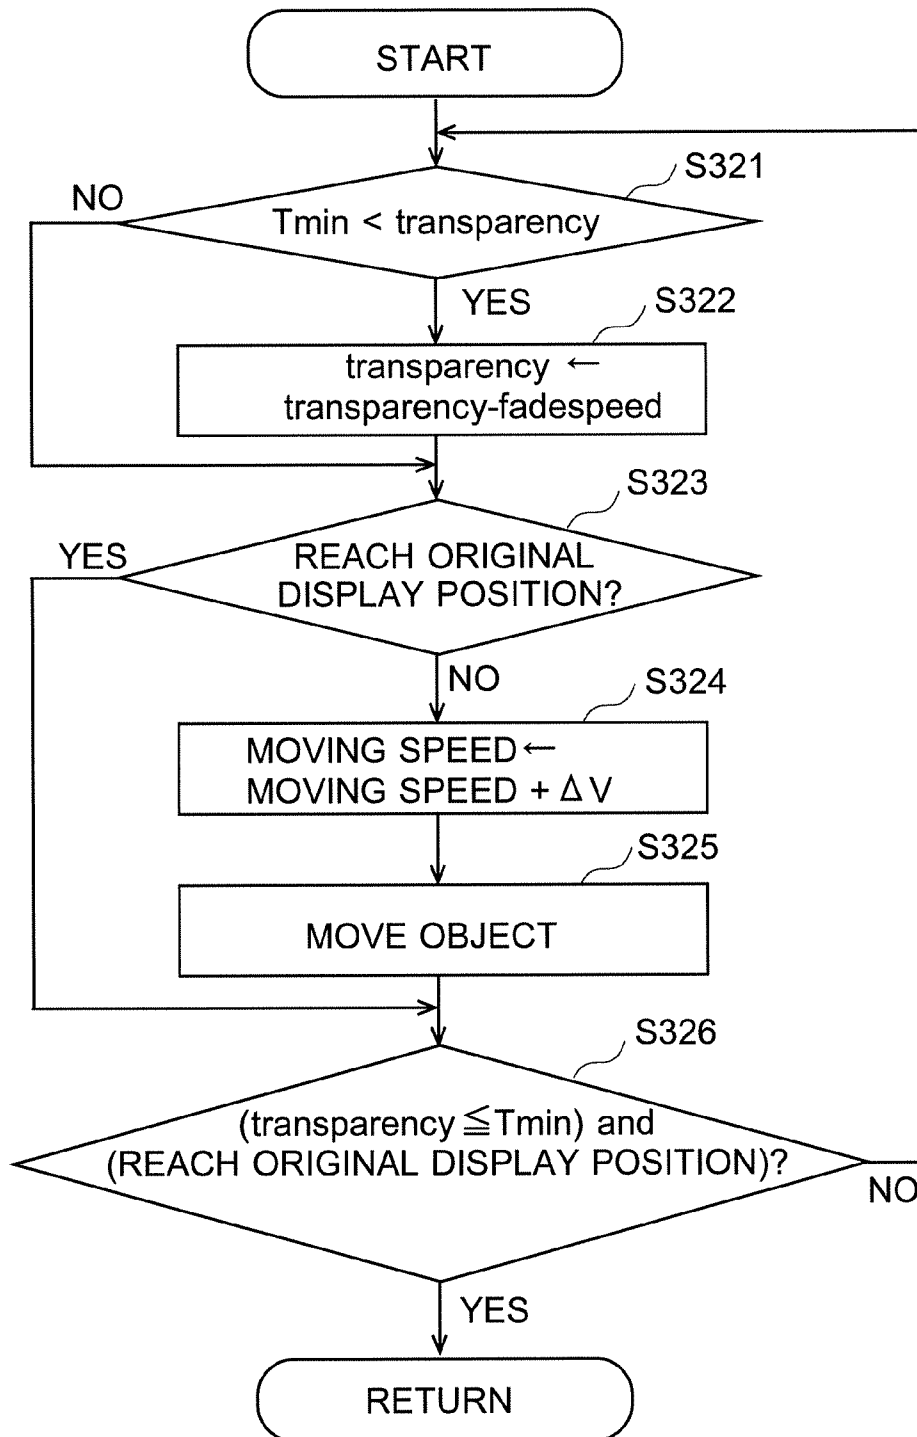 START
S321
NO
Tmin < transparency
YES
S322
transparency ←
transparency-fadespeed
S323
YES
REACH ORIGINAL
DISPLAY POSITION?
NO
S324
MOVING SPEED ←
MOVING SPEED + ΔV
S325
MOVE OBJECT
S326
(transparency ≦ Tmin) and
(REACH ORIGINAL DISPLAY POSITION)?
NO
YES
RETURN